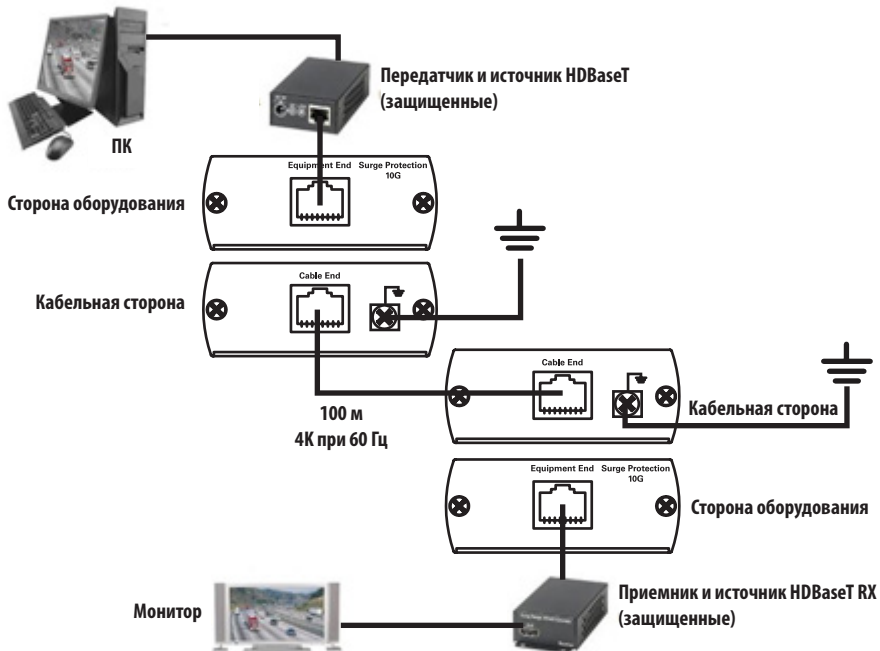 Передатчик и источник HDBaseT
(защищенные)
ПК
Equipment End
Surge Protection
10G
Сторона оборудования
Cable End
Кабельная сторона
Cable End
Кабельная сторона
100 м
4K при 60 Гц
Equipment End
Surge Protection
10G
Сторона оборудования
Приемник и источник HDBaseT RX
(защищенные)
Монитор